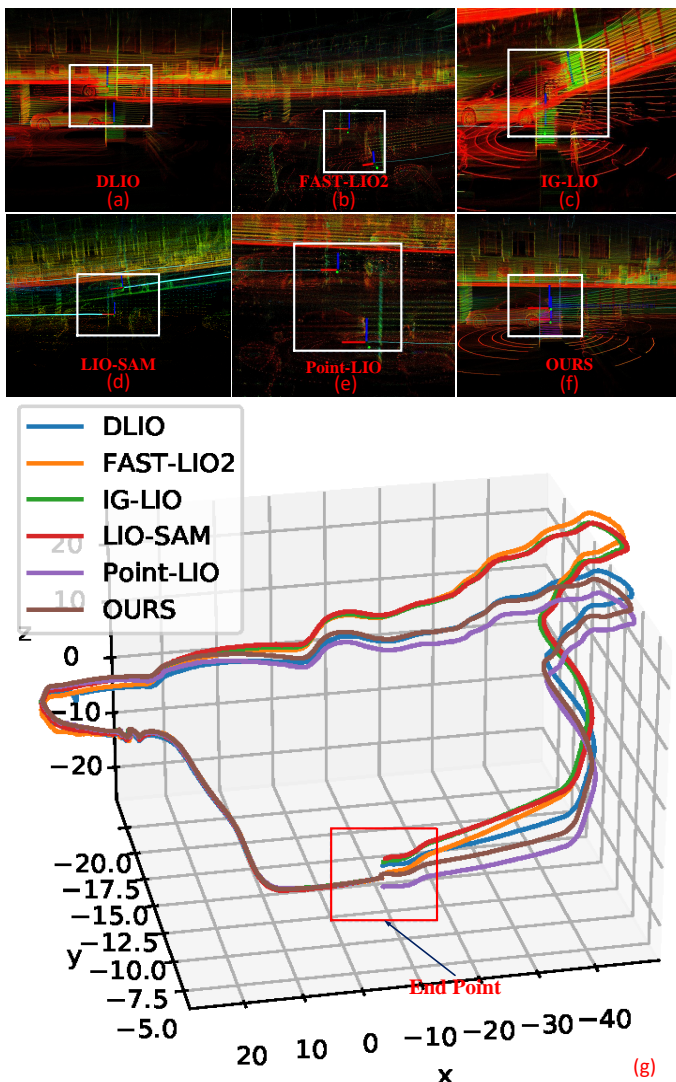 DLIO
(a)
FAST-LIO2
(b)
IG-LIO
(c)
LIO-SAM
(d)
Point-LIO
(e)
OURS
(f)
DLIO
FAST-LIO2
IG-LIO
LIO-SAM
Point-LIO
OURS
20
10
0
−10
−20
z
−20.0
−17.5
−15.0
−12.5
−10.0
−7.5
−5.0
y
20
10
0
−10
−20
−30
−40
x
End Point
(g)